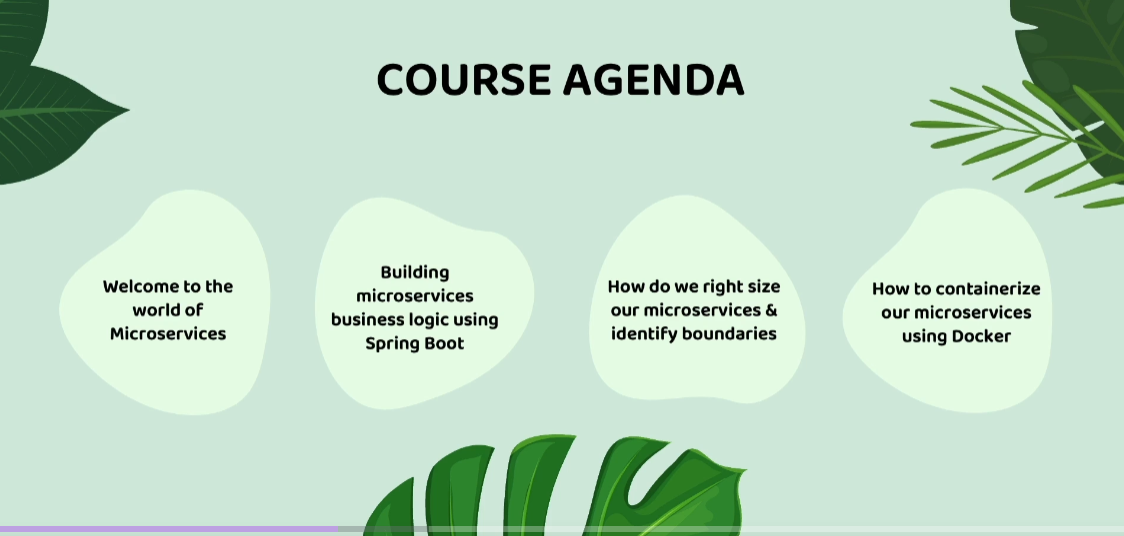 COURSE AGENDA
Welcome to the
world of
Microservices
Building
microservices
business logic using
Spring Boot
How do we right size
our microservices &
identify boundaries
How to containerize
our microservices
using Docker